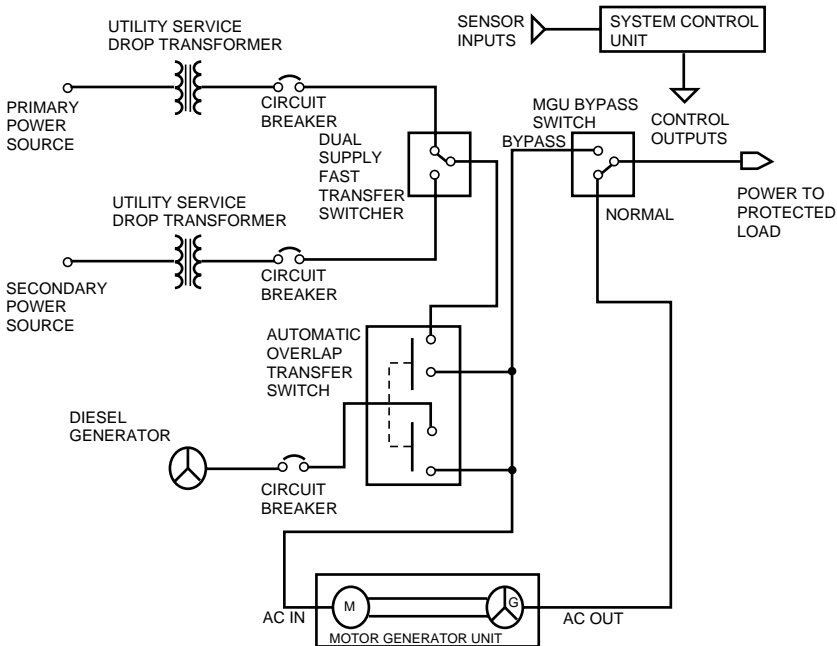 UTILITY SERVICE
DROP TRANSFORMER
SENSOR
INPUTS
SYSTEM CONTROL
UNIT
PRIMARY
POWER
SOURCE
CIRCUIT
BREAKER
DUAL
SUPPLY
FAST
TRANSFER
SWITCHER
MGU BYPASS
SWITCH
BYPASS
CONTROL
OUTPUTS
NORMAL
POWER TO
PROTECTED
LOAD
UTILITY SERVICE
DROP TRANSFORMER
SECONDARY
POWER
SOURCE
CIRCUIT
BREAKER
AUTOMATIC
OVERLAP
TRANSFER
SWITCH
DIESEL
GENERATOR
CIRCUIT
BREAKER
AC IN
M
G
AC OUT
MOTOR GENERATOR UNIT